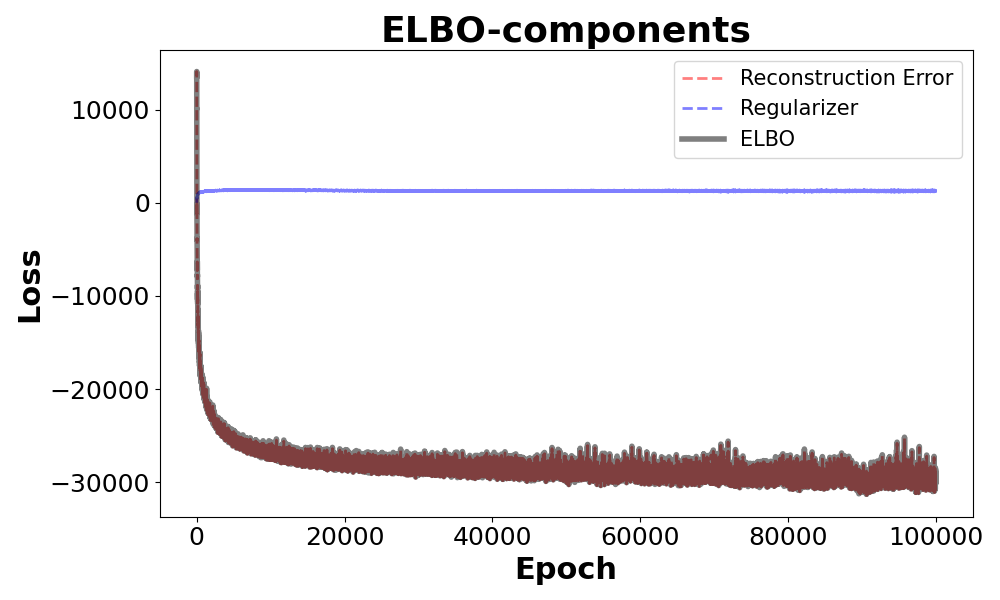 ELBO-components
Reconstruction Error
Regularizer
ELBO
Loss
10000
0
−10000
−20000
−30000
0 20000 40000 60000 80000 100000
Epoch